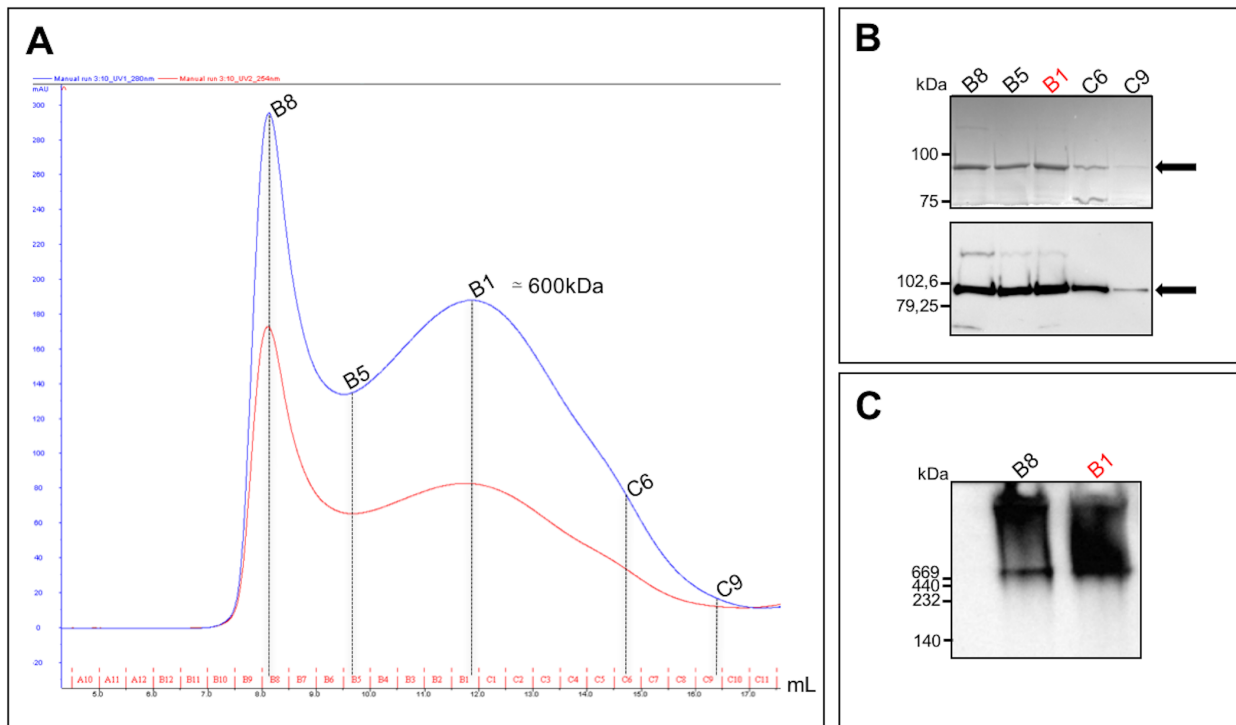 A
Manual run 3:10_UV1_280nm Manual run 3:10_UV2_254nm
mAU
300
280
260
240
220
200
180
160
140
120
100
80
60
40
20
0
-20
B8
B5
B1 ≃ 600kDa
C6
C9
A10 A11 A12 B12 B11 B10 B9 B8 B7 B6 B5 B4 B3 B2 B1 C1 C2 C3 C4 C5 C6 C7 C8 C9 C10 C11
5.0 6.0 7.0 8.0 9.0 10.0 11.0 12.0 13.0 14.0 15.0 16.0 17.0 mL
B
kDa B8 B5 B1 C6 C9
100
75
102,6
79,25
C
kDa B8 B1
669
440
232
140